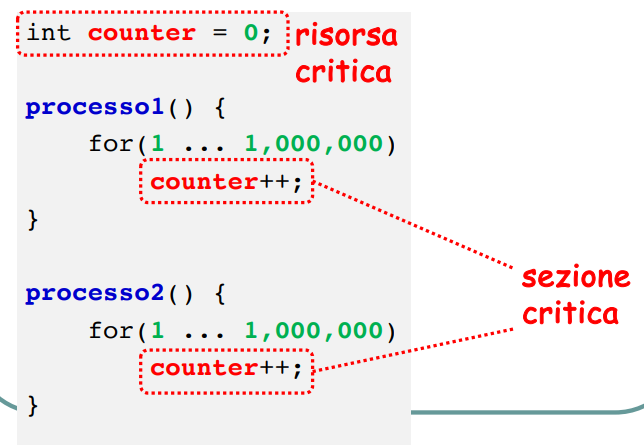 int counter = 0; risorsa
critica
processo1() {
for(1 ... 1,000,000)
counter++;
}
sezione
critica
processo2() {
for(1 ... 1,000,000)
counter++;
}